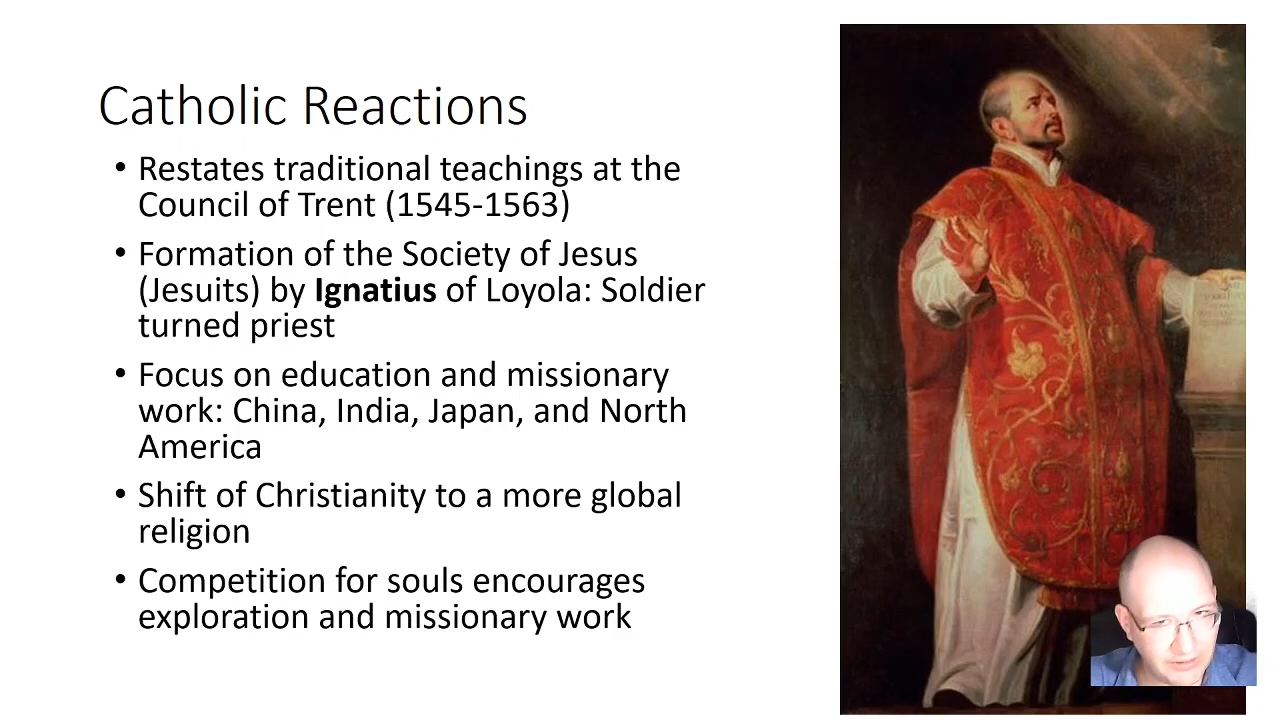 Catholic Reactions
• Restates traditional teachings at the
Council of Trent (1545-1563)
• Formation of the Society of Jesus
(Jesuits) by Ignatius of Loyola: Soldier
turned priest
• Focus on education and missionary
work: China, India, Japan, and North
America
• Shift of Christianity to a more global
religion
• Competition for souls encourages
exploration and missionary work